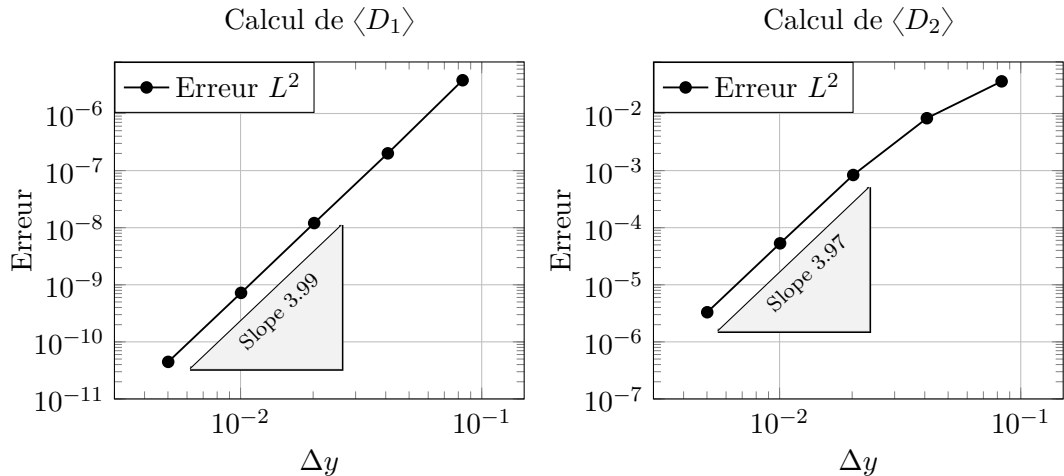 Calcul de ⟨D₁⟩
Erreur L²
10⁻⁶
10⁻⁷
10⁻⁸
10⁻⁹
10⁻¹⁰
10⁻¹¹
Erreur
Slope 3.99
10⁻²
10⁻¹
Δy
Calcul de ⟨D₂⟩
Erreur L²
10⁻²
10⁻³
10⁻⁴
10⁻⁵
10⁻⁶
10⁻⁷
Erreur
Slope 3.97
10⁻²
10⁻¹
Δy